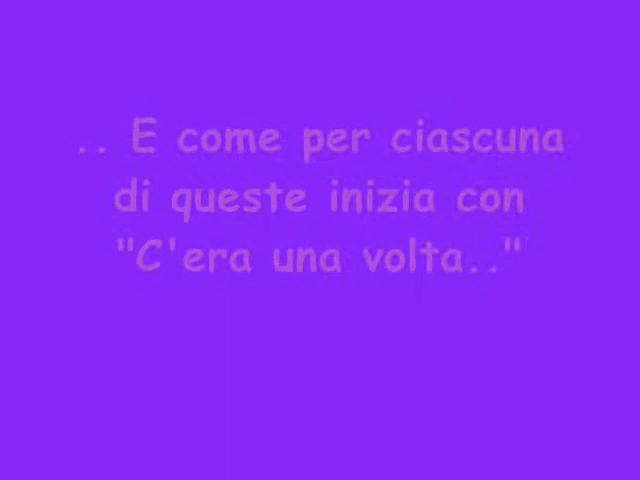 .. E come per ciascuna
di queste inizia con
"C'era una volta.."